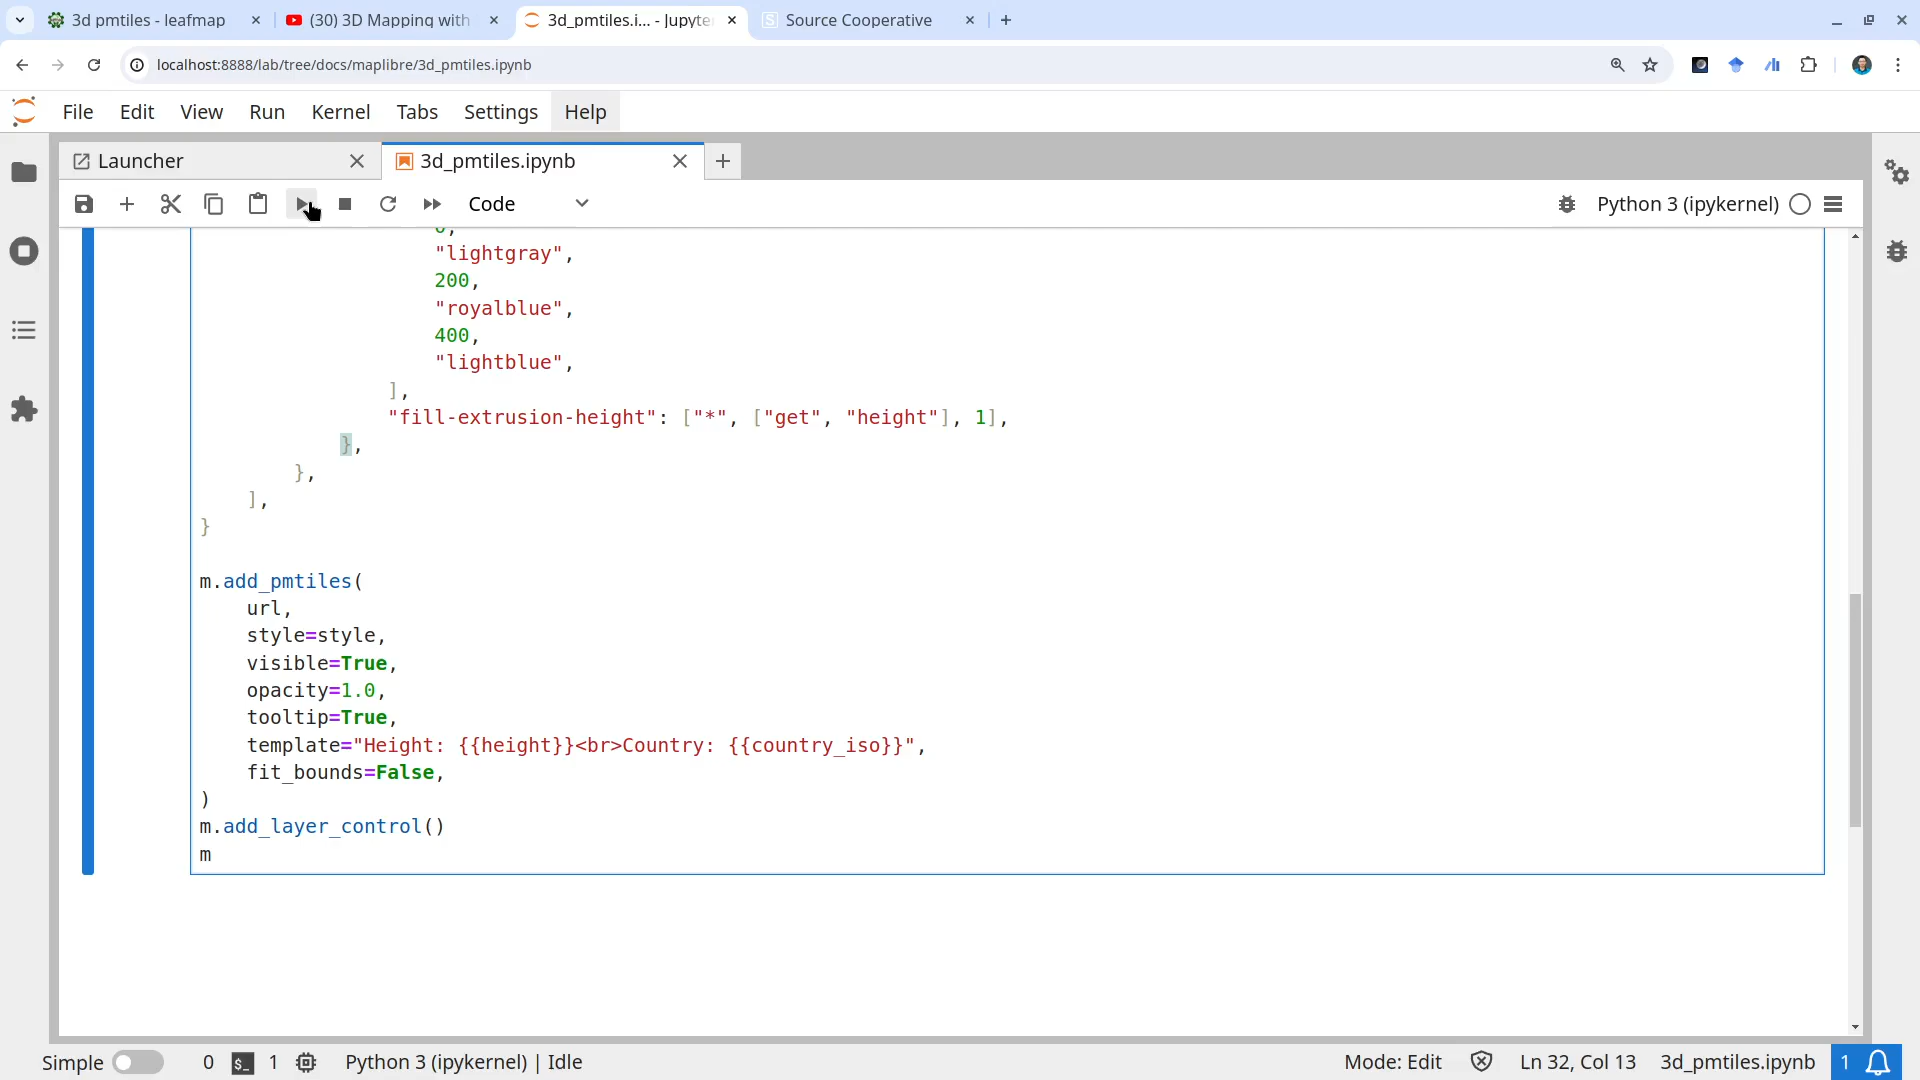 3d pmtiles - leafmap
(30) 3D Mapping with
3d_pmtiles.i... - Jupyte
Source Cooperative
localhost:8888/lab/tree/docs/maplibre/3d_pmtiles.ipynb
File Edit View Run Kernel Tabs Settings Help
Launcher
3d_pmtiles.ipynb
Code
Python 3 (ipykernel)
0,
"lightgray",
200,
"royalblue",
400,
"lightblue",
],
"fill-extrusion-height": ["*", ["get", "height"], 1],
},
},
],
}
m.add_pmtiles(
url,
style=style,
visible=True,
opacity=1.0,
tooltip=True,
template="Height: {{height}}<br>Country: {{country_iso}}",
fit_bounds=False,
)
m.add_layer_control()
m
Simple 0 $_ 1 Python 3 (ipykernel) | Idle Mode: Edit Ln 32, Col 13 3d_pmtiles.ipynb 1